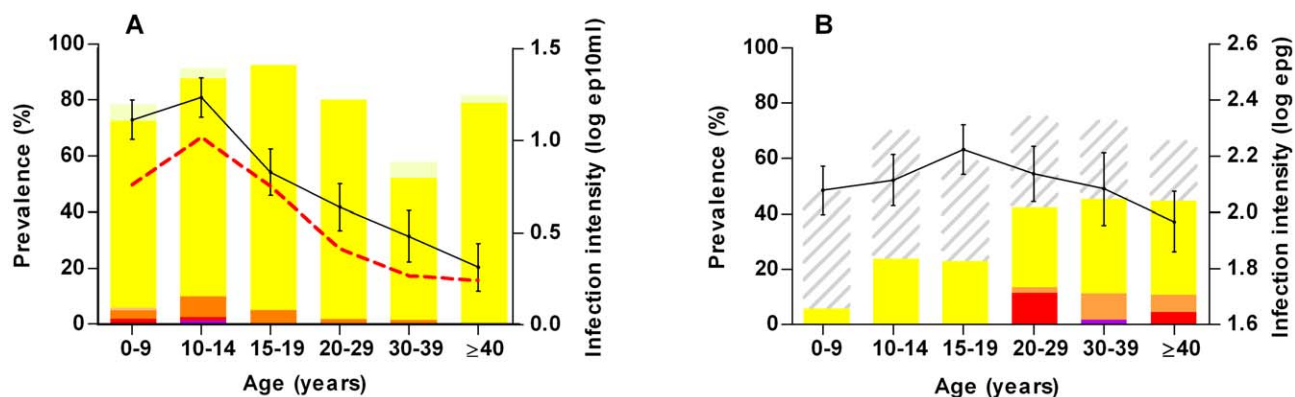 A
Prevalence (%)
100
80
60
40
20
0
1.5
1.0
0.5
0.0
Infection intensity (log ep10ml)
0-9 10-14 15-19 20-29 30-39 ≥40
Age (years)
B
Prevalence (%)
100
80
60
40
20
0
2.6
2.4
2.2
2.0
1.8
1.6
Infection intensity (log epg)
0-9 10-14 15-19 20-29 30-39 ≥40
Age (years)